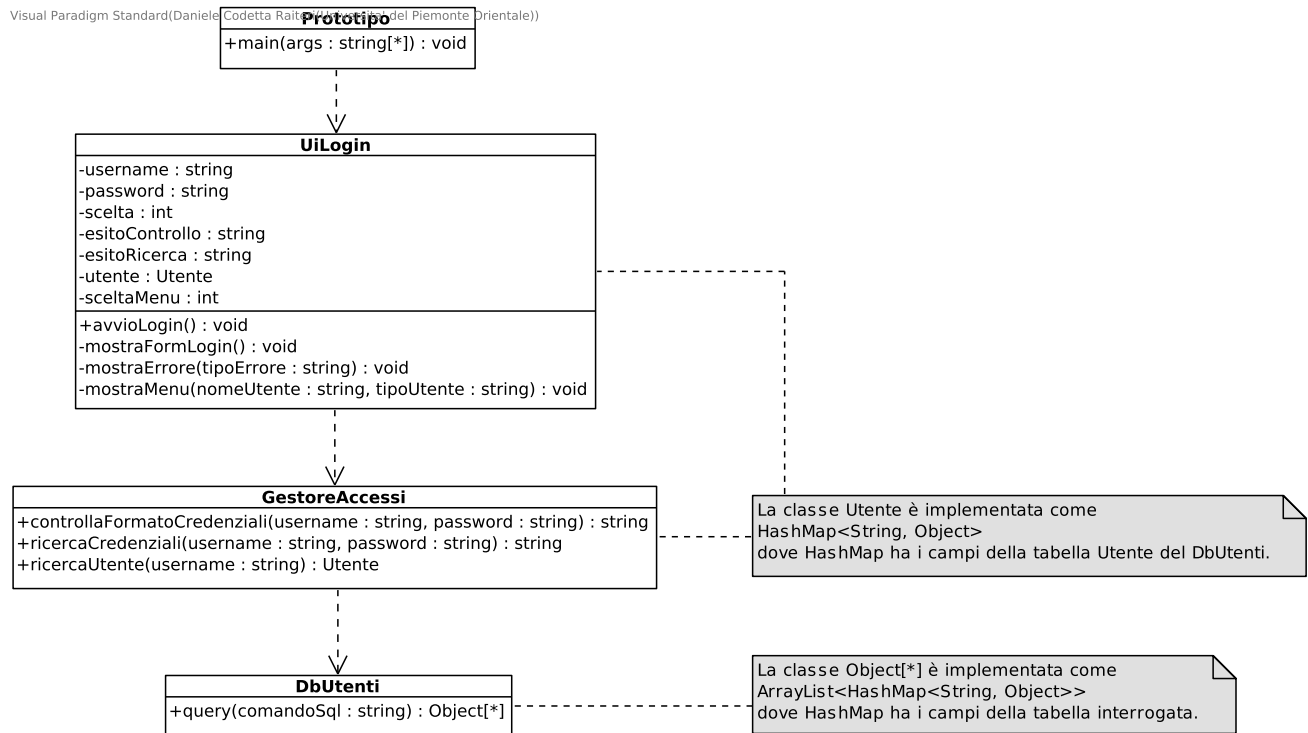 Visual Paradigm Standard(Daniele Codetta Raiteri(Universita' del Piemonte Orientale))
Prototipo
+main(args : string[*]) : void
UiLogin
-username : string
-password : string
-scelta : int
-esitoControllo : string
-esitoRicerca : string
-utente : Utente
-sceltaMenu : int
+avvioLogin() : void
-mostraFormLogin() : void
-mostraErrore(tipoErrore : string) : void
-mostraMenu(nomeUtente : string, tipoUtente : string) : void
GestoreAccessi
+controllaFormatoCredenziali(username : string, password : string) : string
+ricercaCredenziali(username : string, password : string) : string
+ricercaUtente(username : string) : Utente
La classe Utente è implementata come
HashMap<String, Object>
dove HashMap ha i campi della tabella Utente del DbUtenti.
DbUtenti
+query(comandoSql : string) : Object[*]
La classe Object[*] è implementata come
ArrayList<HashMap<String, Object>>
dove HashMap ha i campi della tabella interrogata.